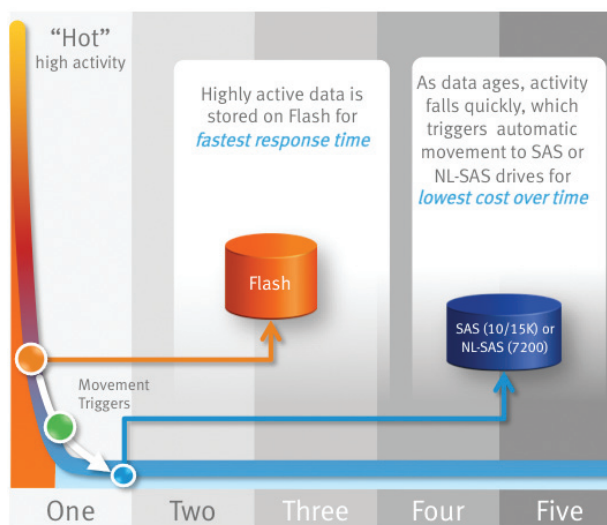 “Hot”
high activity
Highly active data is
stored on Flash for
fastest response time
As data ages, activity
falls quickly, which
triggers automatic
movement to SAS or
NL-SAS drives for
lowest cost over time
Flash
SAS (10/15K) or
NL-SAS (7200)
Movement
Triggers
One
Two
Three
Four
Five